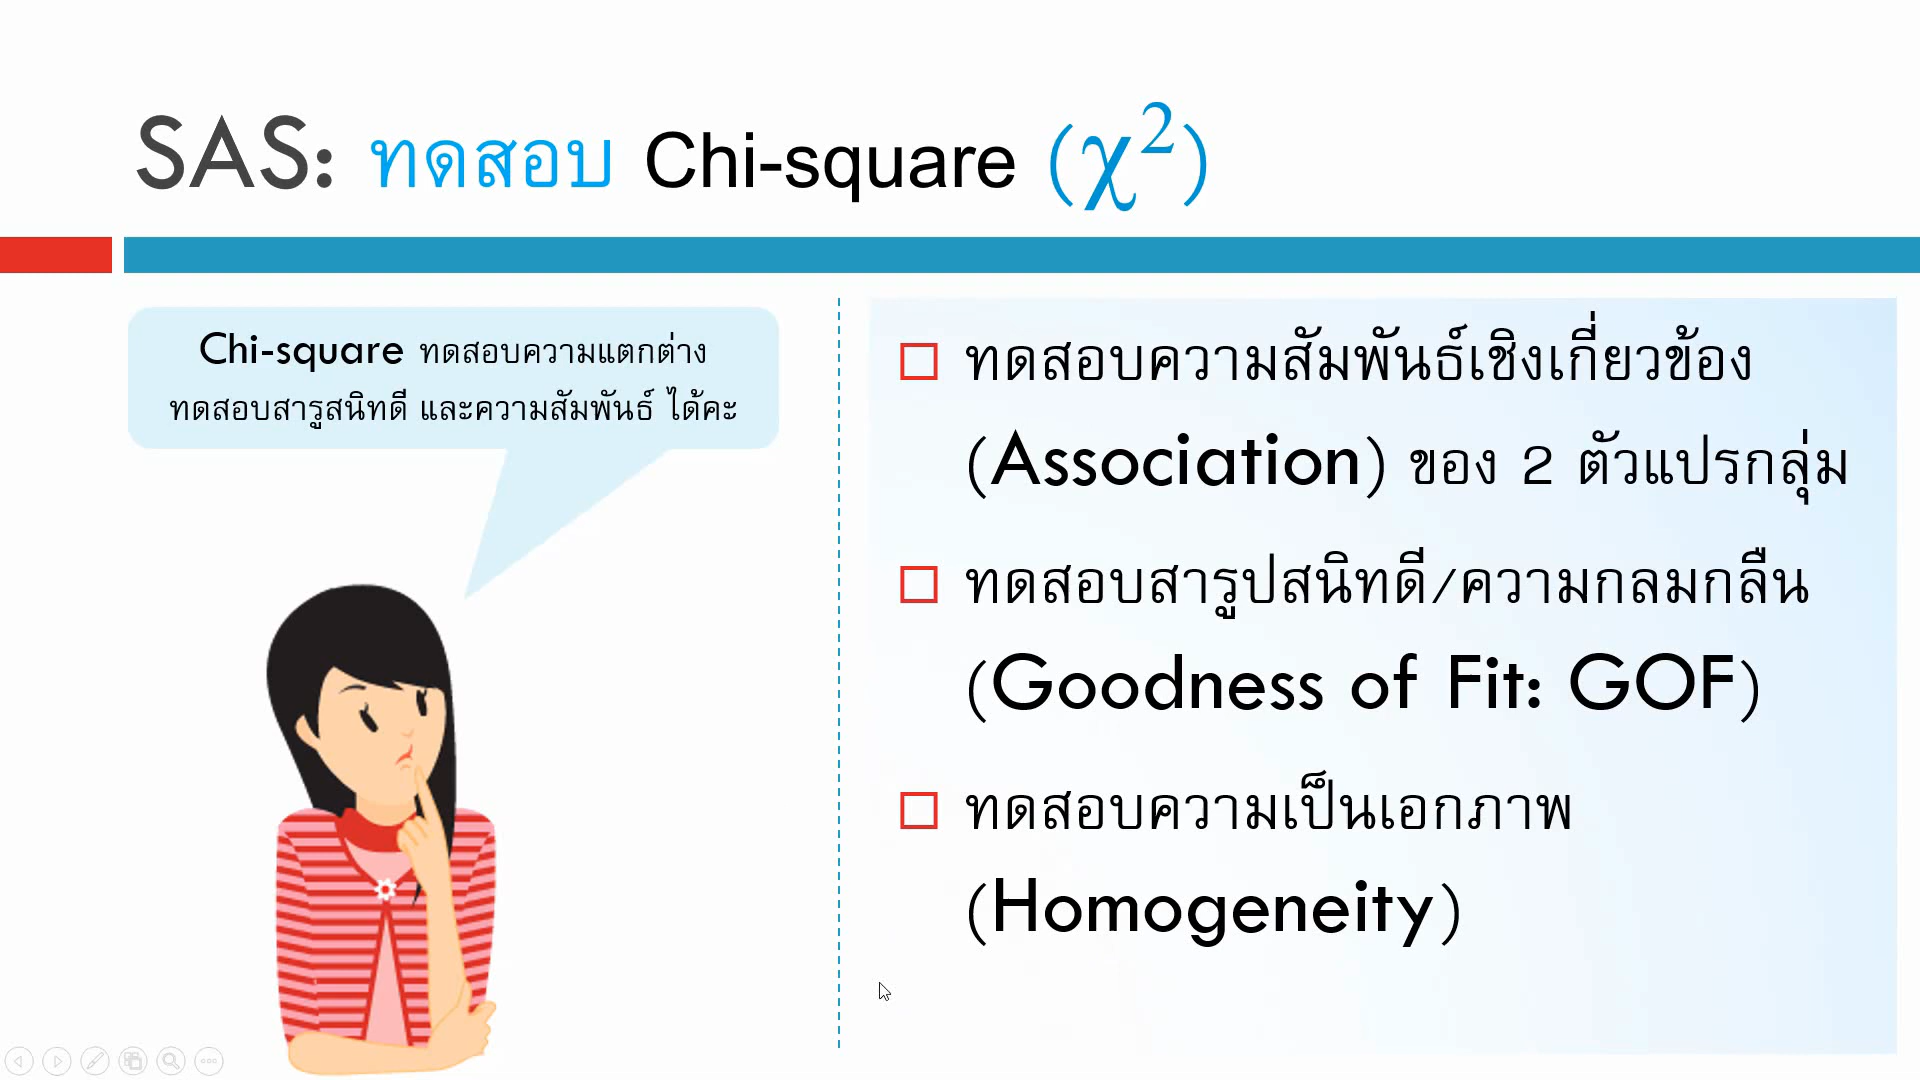 SAS: ทดสอบ Chi-square (χ²)
Chi-square ทดสอบความแตกต่าง
ทดสอบสารูสนิทดี และความสัมพันธ์ ได้คะ
ทดสอบความสัมพันธ์เชิงเกี่ยวข้อง
(Association) ของ 2 ตัวแปรกลุ่ม
ทดสอบสารูปสนิทดี/ความกลมกลืน
(Goodness of Fit: GOF)
ทดสอบความเป็นเอกภาพ
(Homogeneity)